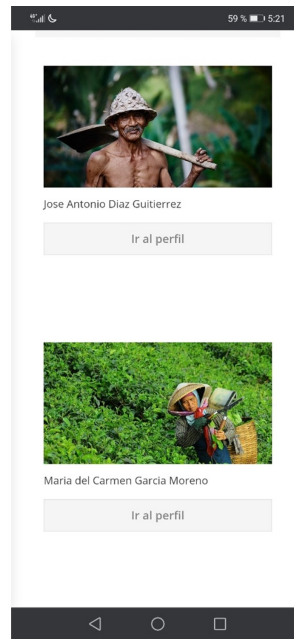 59 % 5:21
Jose Antonio Diaz Guitierrez
Ir al perfil
Maria del Carmen Garcia Moreno
Ir al perfil